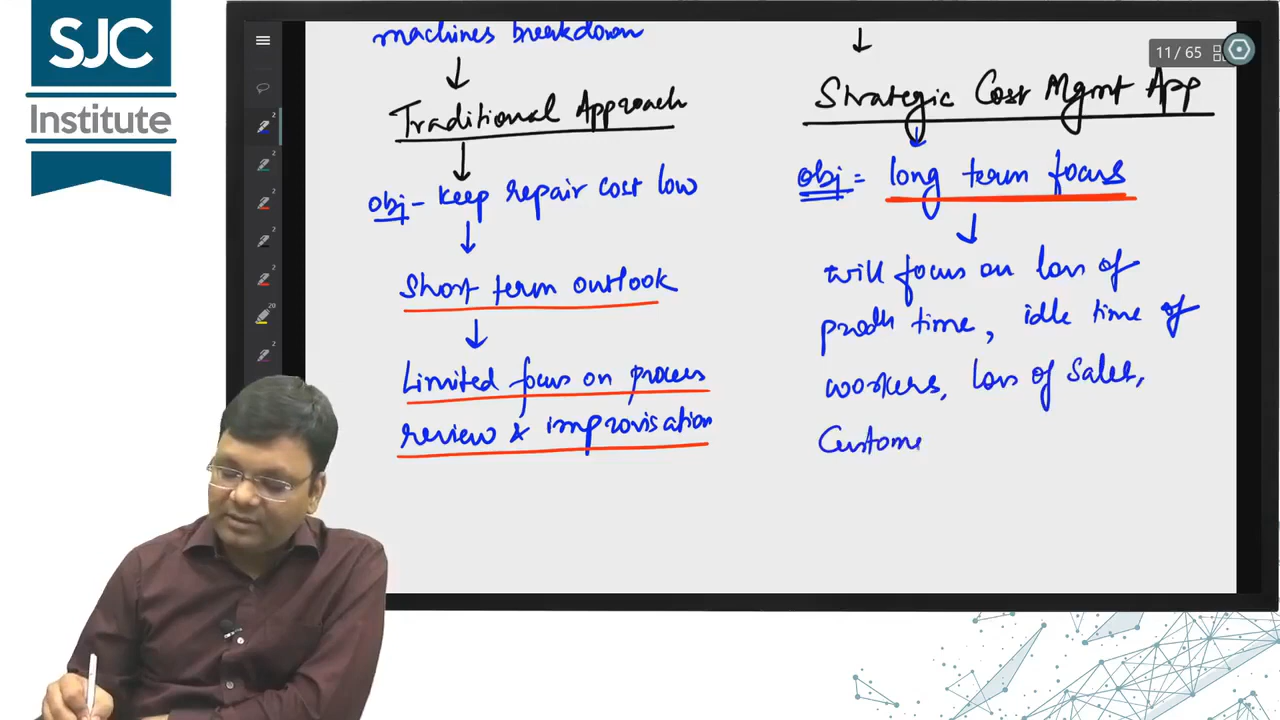 SJC
Institute
11 / 65
machines breakdown
Traditional Approach
obj - keep repair cost low
Short term outlook
Limited focus on process
review & improvisation
Strategic Cost Mgmt App
obj = long term focus
will focus on loss of
prodn time, idle time of
workers, loss of sales,
Custome